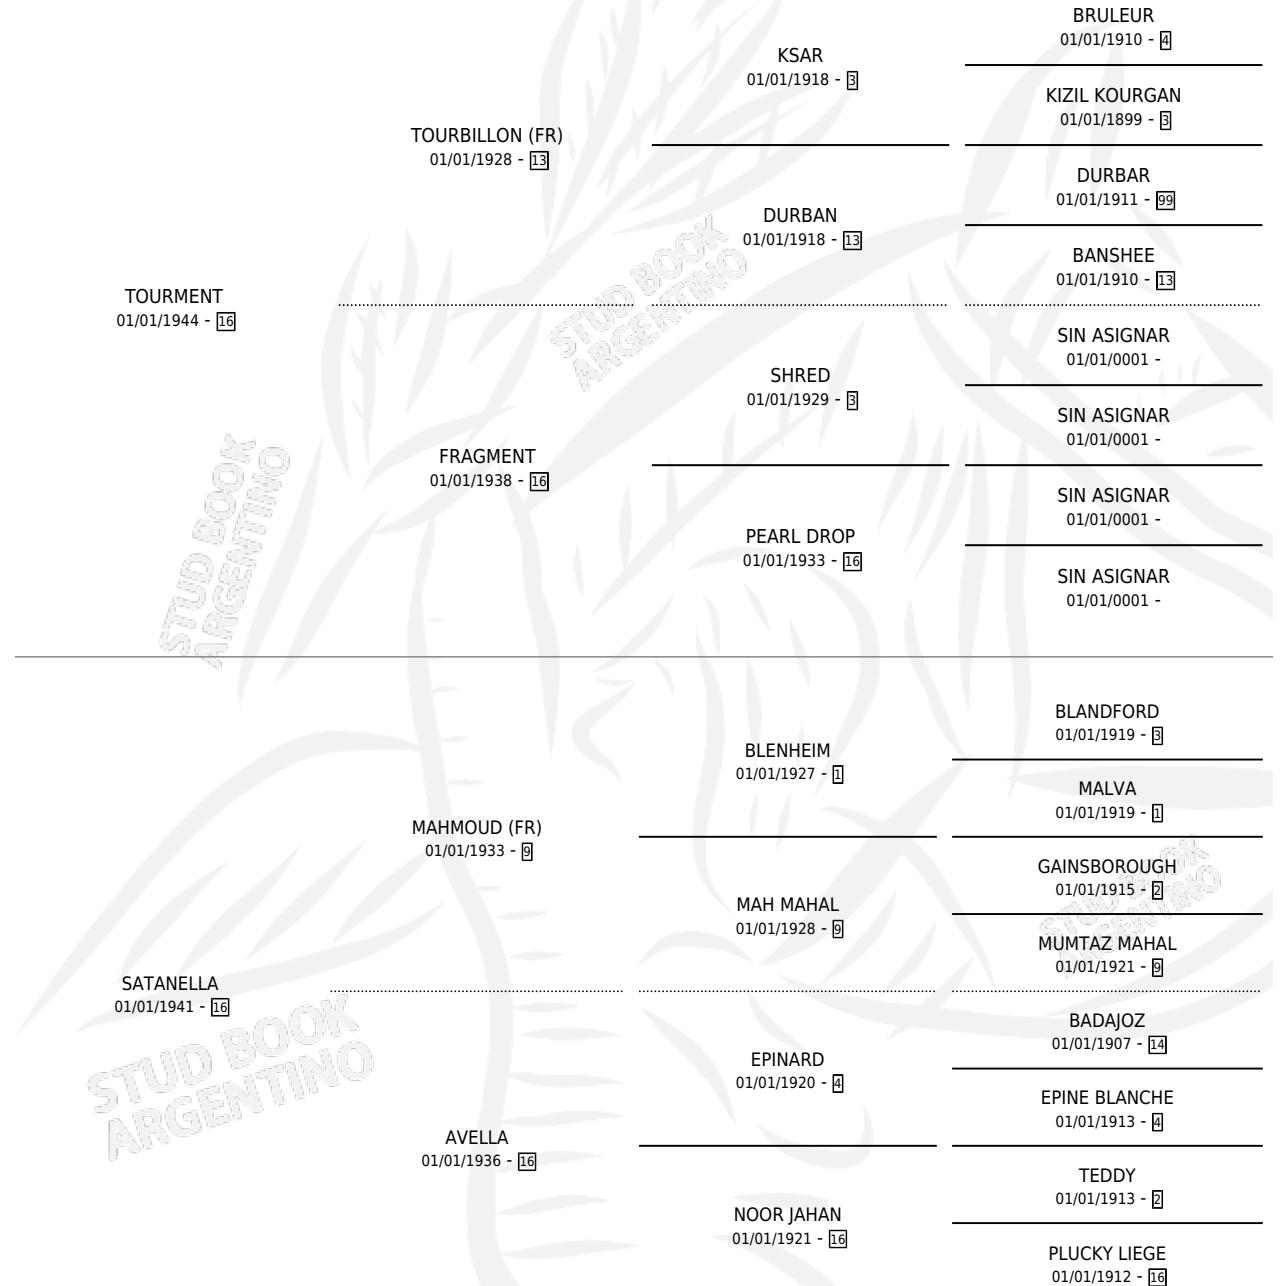 BRULEUR
01/01/1910 - 4
KSAR
01/01/1918 - 3
KIZIL KOURGAN
01/01/1899 - 3
TOURBILLON (FR)
01/01/1928 - 13
DURBAR
01/01/1911 - 99
DURBAN
01/01/1918 - 13
BANSHEE
01/01/1910 - 13
TOURMENT
01/01/1944 - 16
SIN ASIGNAR
01/01/0001 -
SHRED
01/01/1929 - 3
SIN ASIGNAR
01/01/0001 -
FRAGMENT
01/01/1938 - 16
SIN ASIGNAR
01/01/0001 -
PEARL DROP
01/01/1933 - 16
SIN ASIGNAR
01/01/0001 -
STUD BOOK
ARGENTINO
STUD BOOK
ARGENTINO
BLANDFORD
01/01/1919 - 3
BLENHEIM
01/01/1927 - 1
MALVA
01/01/1919 - 1
MAHMOUD (FR)
01/01/1933 - 9
GAINSBOROUGH
01/01/1915 - 2
MAH MAHAL
01/01/1928 - 9
MUMTAZ MAHAL
01/01/1921 - 9
SATANELLA
01/01/1941 - 16
BADAJOZ
01/01/1907 - 14
EPINARD
01/01/1920 - 4
EPINE BLANCHE
01/01/1913 - 4
AVELLA
01/01/1936 - 16
TEDDY
01/01/1913 - 2
NOOR JAHAN
01/01/1921 - 16
PLUCKY LIEGE
01/01/1912 - 16
STUD BOOK
ARGENTINO
STUD BOOK
ARGENTINO